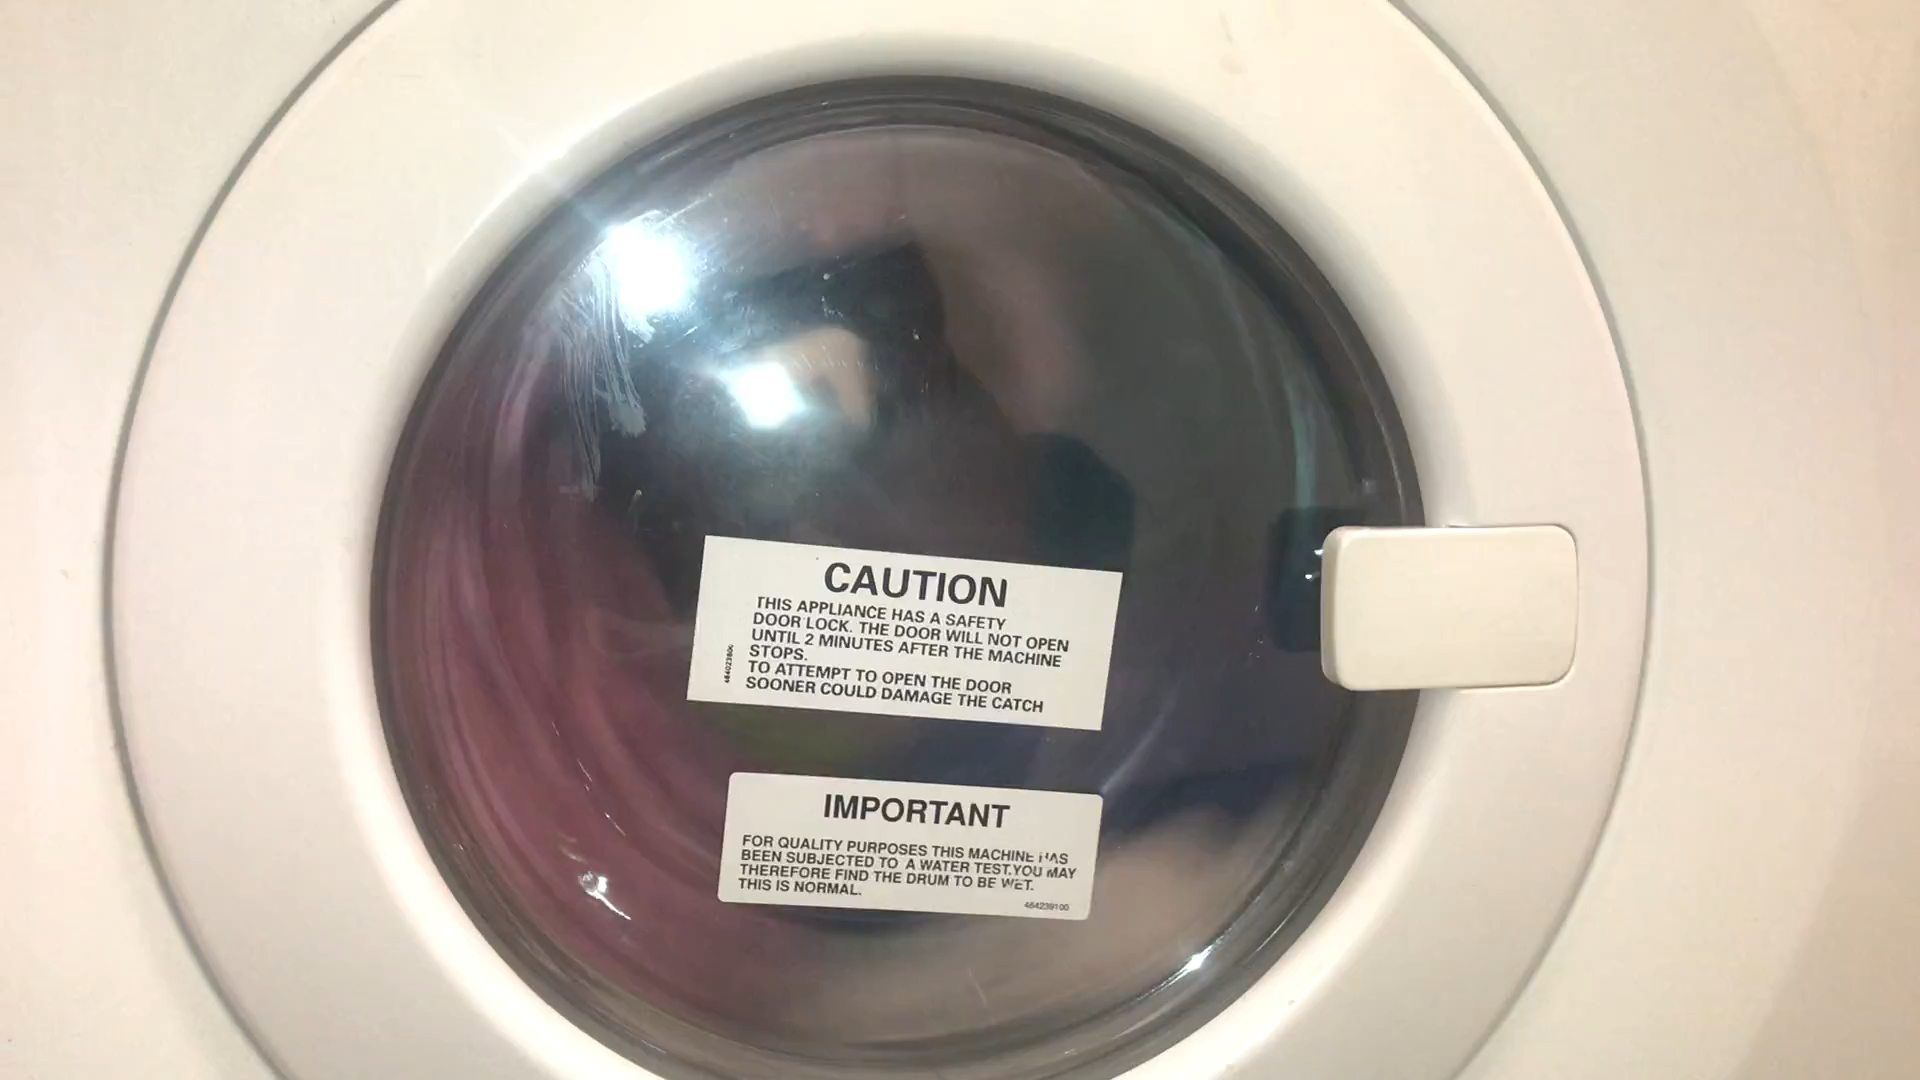 CAUTION
THIS APPLIANCE HAS A SAFETY
DOOR LOCK. THE DOOR WILL NOT OPEN
UNTIL 2 MINUTES AFTER THE MACHINE
STOPS.
TO ATTEMPT TO OPEN THE DOOR
SOONER COULD DAMAGE THE CATCH
IMPORTANT
FOR QUALITY PURPOSES THIS MACHINE HAS
BEEN SUBJECTED TO A WATER TEST.YOU MAY
THEREFORE FIND THE DRUM TO BE WET.
THIS IS NORMAL.
464239100